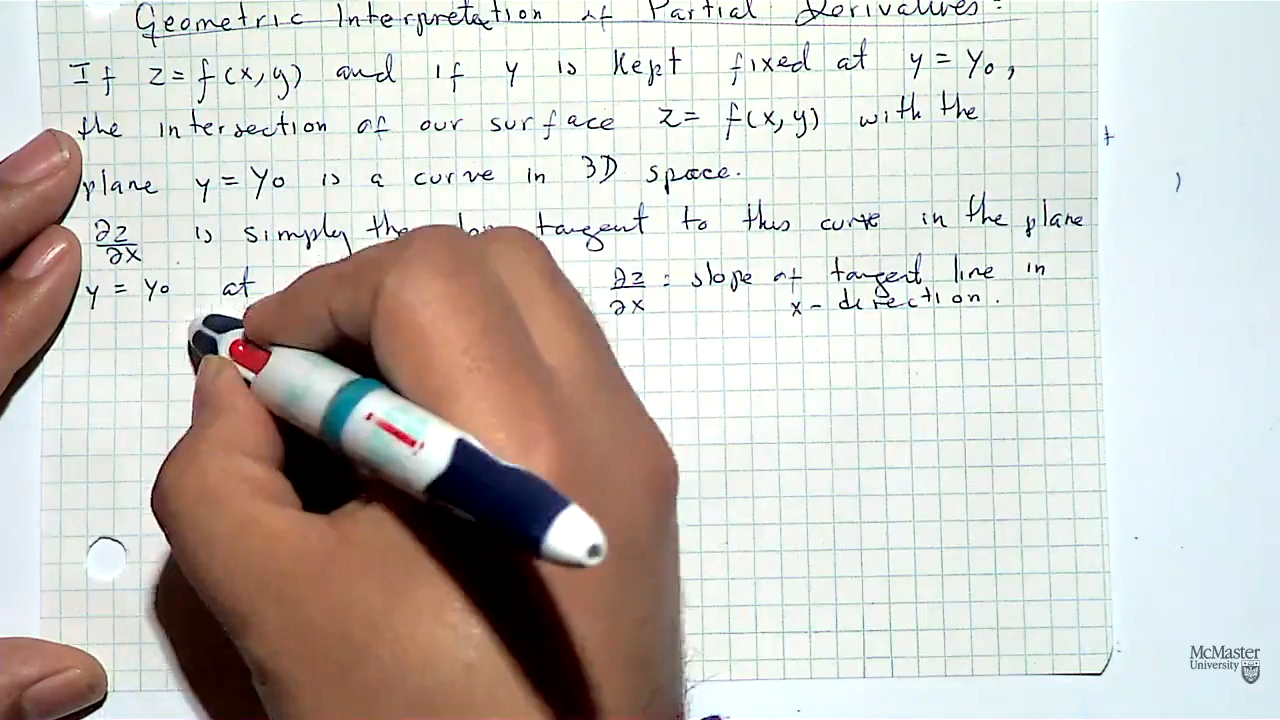 Geometric Interpretation of Partial Derivatives:
If z = f(x,y) and if y is kept fixed at y = y₀,
the intersection of our surface z = f(x,y) with the
plane y = y₀ is a curve in 3D space.
∂z/∂x is simply the tangent to this curve in the plane
y = y₀ at
∂z/∂x : slope of tangent line in
x - direction.
McMaster
University